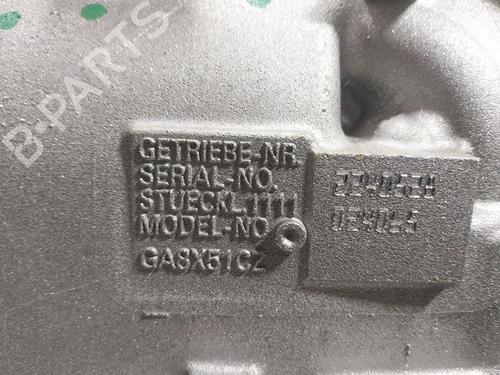 B-PARTS
GETRIEBE-NR.
SERIAL-NO.
STUECKL.1111
MODEL-NO
GA8X51CZ